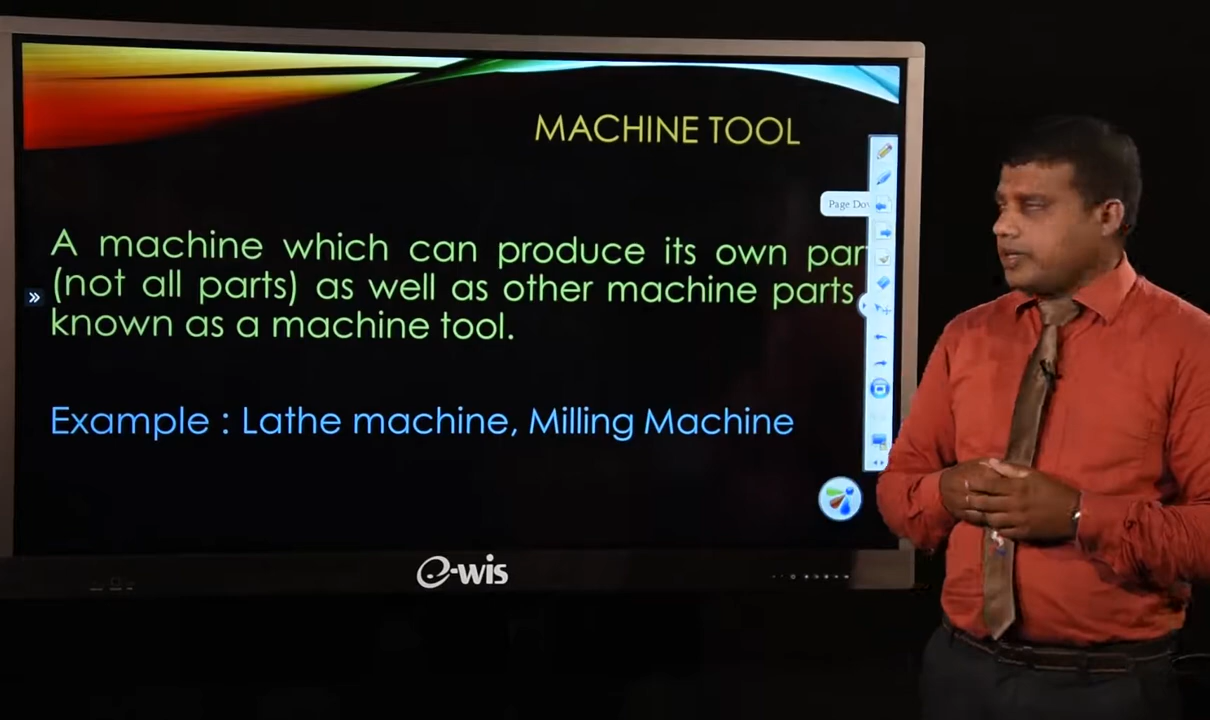 MACHINE TOOL
Page Dov
A machine which can produce its own par
(not all parts) as well as other machine parts
known as a machine tool.
Example : Lathe machine, Milling Machine
e-wis